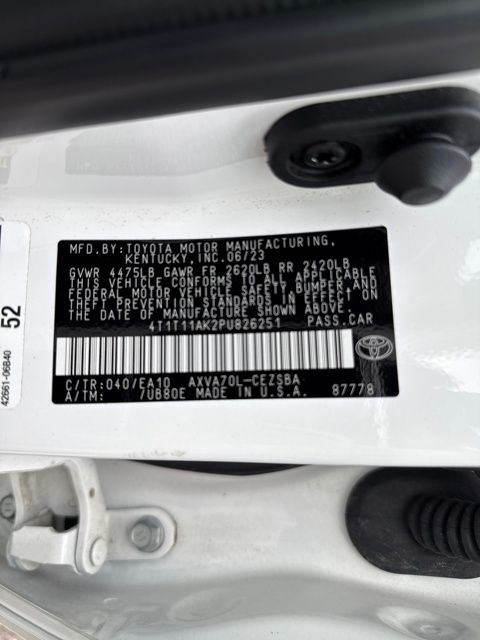 MFD.BY:TOYOTA MOTOR MANUFACTURING,
KENTUCKY,INC.06/23
GVWR 4475LB GAWR FR 2620LB RR 2420LB
THIS VEHICLE CONFORMS TO ALL APPLICABLE
FEDERAL MOTOR VEHICLE SAFETY, BUMPER,AND
THEFT PREVENTION STANDARDS IN EFFECT ON
THE DATE OF MANUFACTURE SHOWN ABOVE.
4T1T11AK2PU826251 PASS.CAR
C/TR:040/EA10 AXVA70L-CEZSBA
A/TM: 7UB80E MADE IN U.S.A. 87778
52
42661-06B40